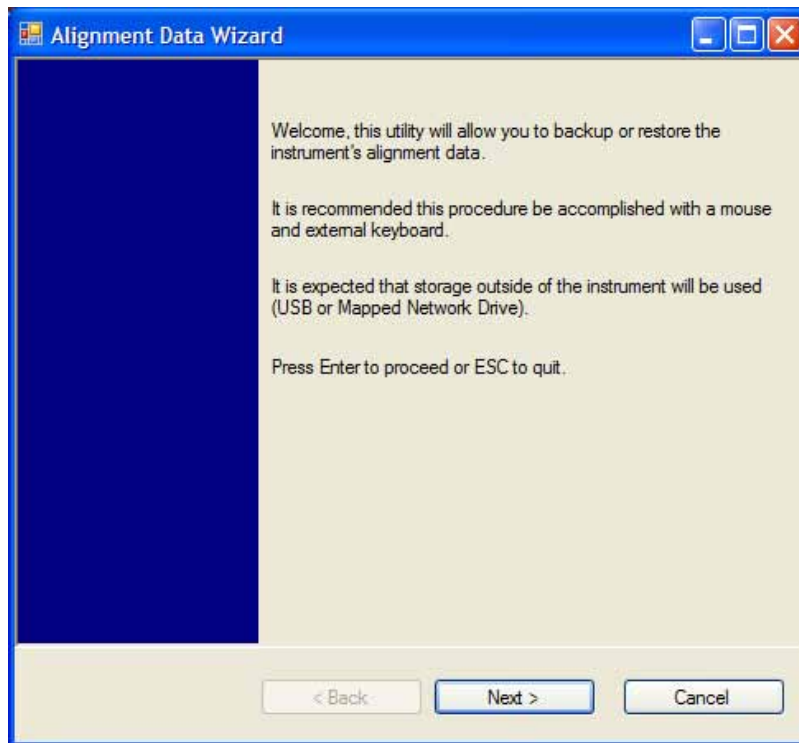 Alignment Data Wizard
Welcome, this utility will allow you to backup or restore the
instrument's alignment data.
It is recommended this procedure be accomplished with a mouse
and external keyboard.
It is expected that storage outside of the instrument will be used
(USB or Mapped Network Drive).
Press Enter to proceed or ESC to quit.
< Back
Next >
Cancel